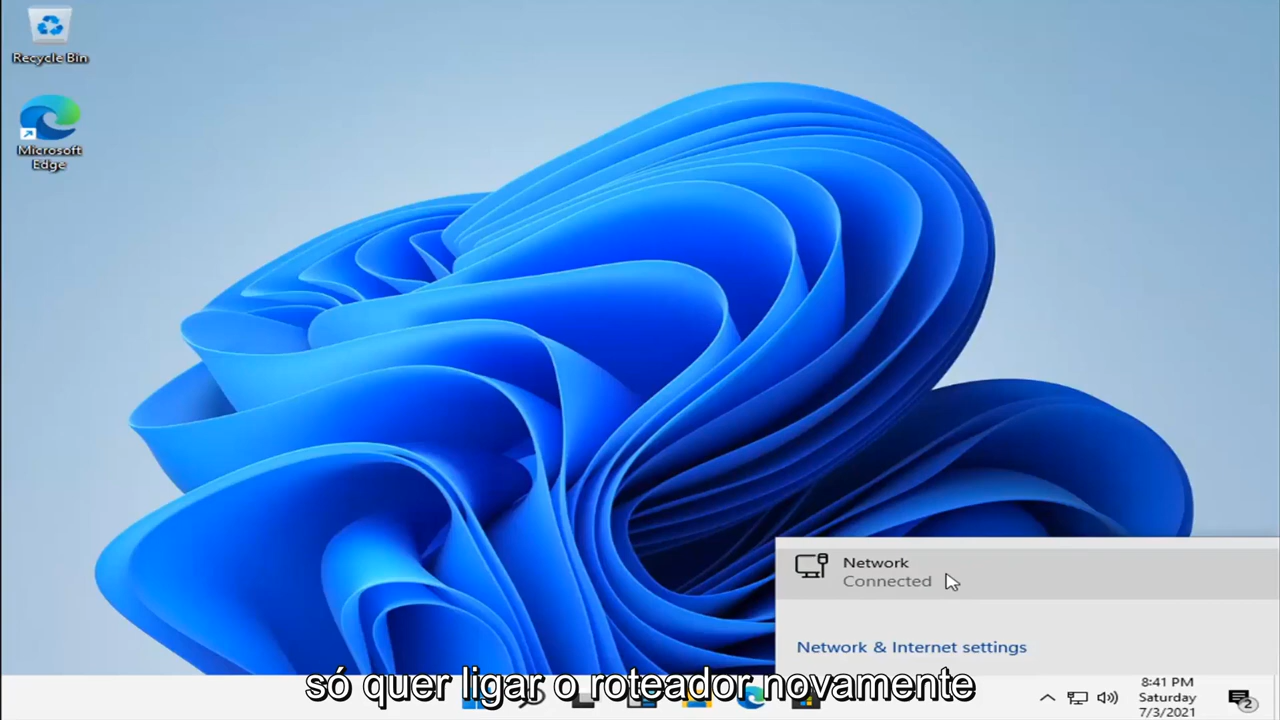 Recycle Bin
Microsoft
Edge
Network
Connected
Network & Internet settings
só quer ligar o roteador novamente
8:41 PM
Saturday
7/3/2021
2